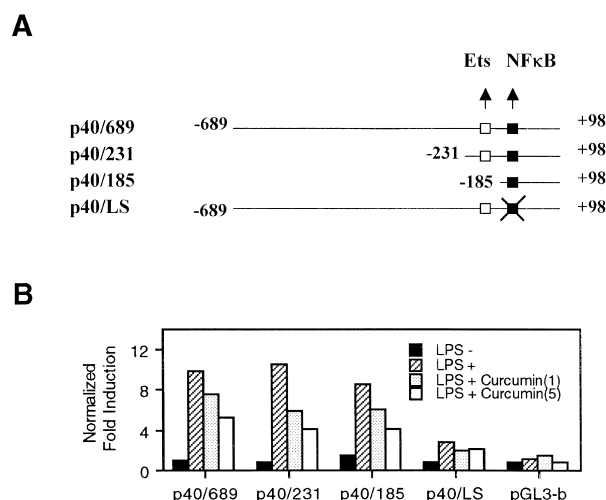 A
Ets NFκB
p40/689 -689 +98
p40/231 -231 +98
p40/185 -185 +98
p40/LS -689 +98
B
Normalized
Fold Induction
12
8
4
0
LPS -
LPS +
LPS + Curcumin(1)
LPS + Curcumin(5)
p40/689 p40/231 p40/185 p40/LS pGL3-b